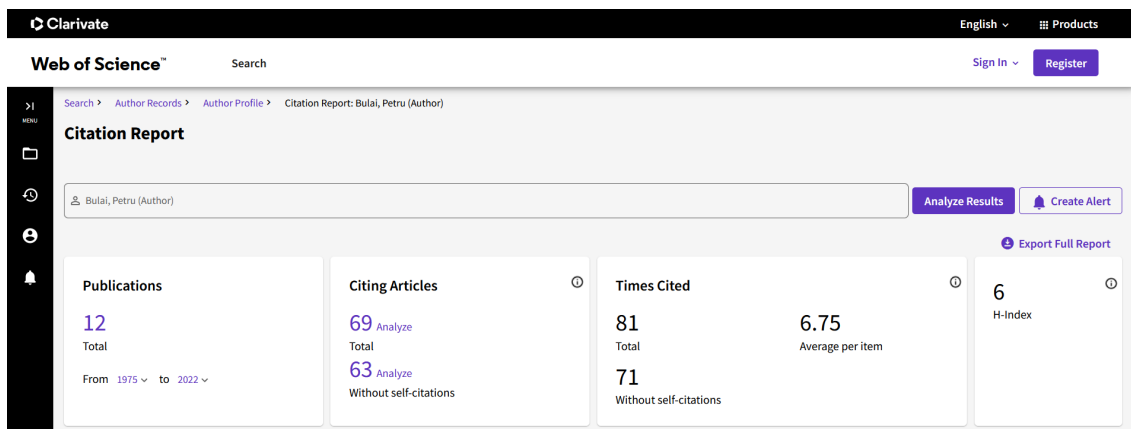 Clarivate
English
Products
Web of Science™
Search
Sign In
Register
MENU
Search > Author Records > Author Profile > Citation Report: Bulai, Petru (Author)
Citation Report
Bulai, Petru (Author)
Analyze Results
Create Alert
Export Full Report
Publications
12
Total
From 1975 to 2022
Citing Articles
69 Analyze
Total
63 Analyze
Without self-citations
Times Cited
81
Total
6.75
Average per item
71
Without self-citations
6
H-Index